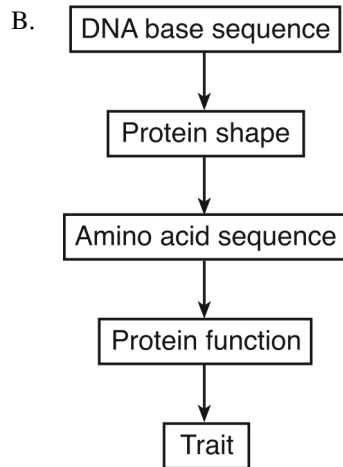 B.
DNA base sequence
Protein shape
Amino acid sequence
Protein function
Trait